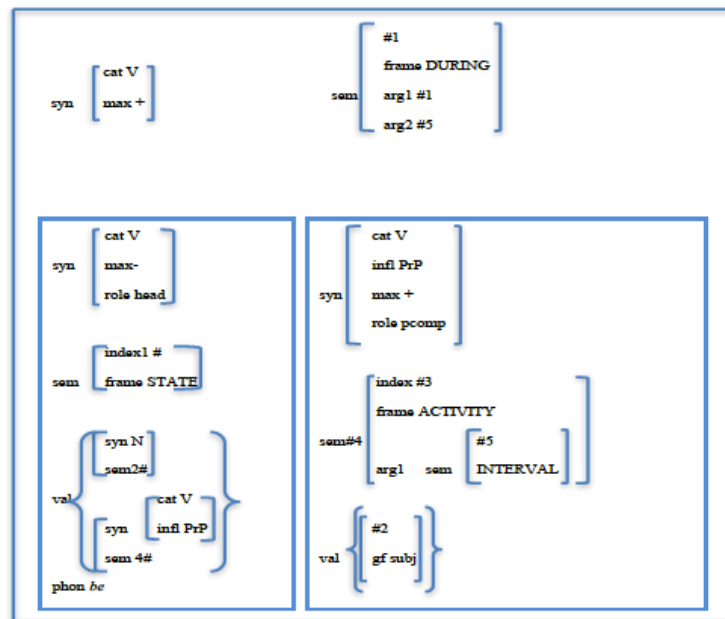 syn
cat V
max +
sem
#1
frame DURING
arg1 #1
arg2 #5
syn
cat V
max-
role head
sem
index1 #
frame STATE
val
syn N
sem2#
syn
cat V
infl PrP
sem 4#
phon be
syn
cat V
infl PrP
max +
role pcomp
sem#4
index #3
frame ACTIVITY
arg1 sem
#5
INTERVAL
val
#2
gf subj